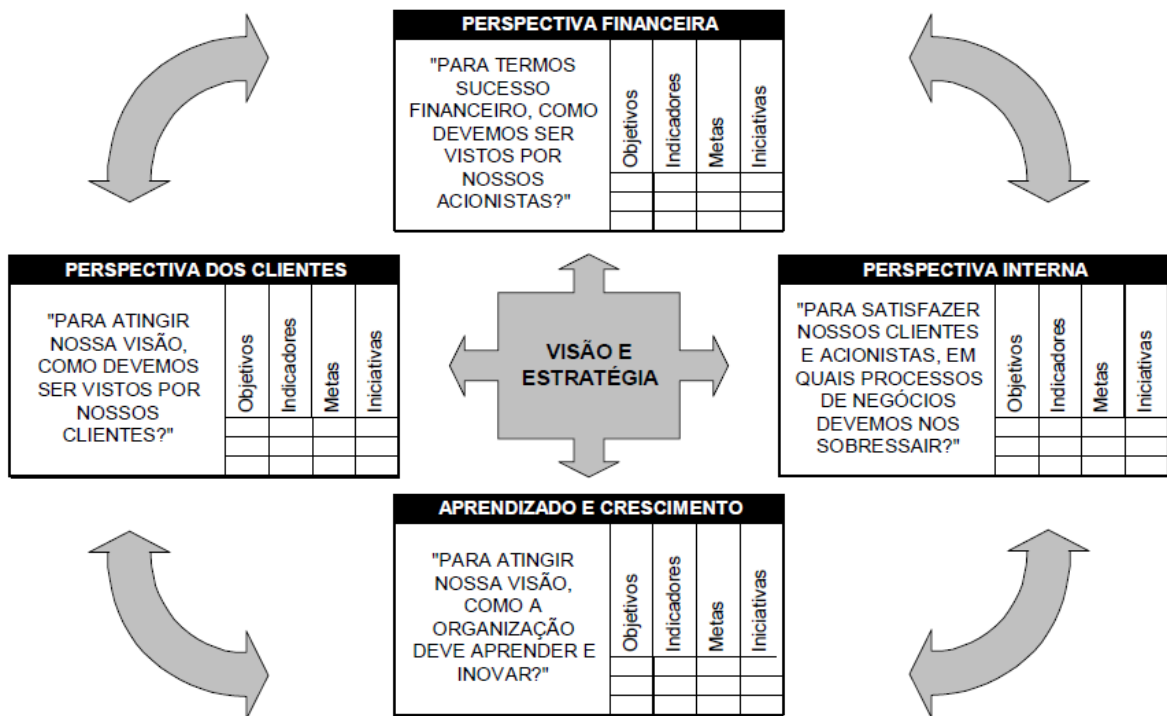 PERSPECTIVA FINANCEIRA
"PARA TERMOS
SUCESSO
FINANCEIRO, COMO
DEVEMOS SER
VISTOS POR
NOSSOS
ACIONISTAS?"
Objetivos
Indicadores
Metas
Iniciativas
PERSPECTIVA DOS CLIENTES
"PARA ATINGIR
NOSSA VISÃO,
COMO DEVEMOS
SER VISTOS POR
NOSSOS
CLIENTES?"
Objetivos
Indicadores
Metas
Iniciativas
VISÃO E
ESTRATÉGIA
PERSPECTIVA INTERNA
"PARA SATISFAZER
NOSSOS CLIENTES
E ACIONISTAS, EM
QUAIS PROCESSOS
DE NEGÓCIOS
DEVEMOS NOS
SOBRESSAIR?"
Objetivos
Indicadores
Metas
Iniciativas
APRENDIZADO E CRESCIMENTO
"PARA ATINGIR
NOSSA VISÃO,
COMO A
ORGANIZAÇÃO
DEVE APRENDER E
INOVAR?"
Objetivos
Indicadores
Metas
Iniciativas